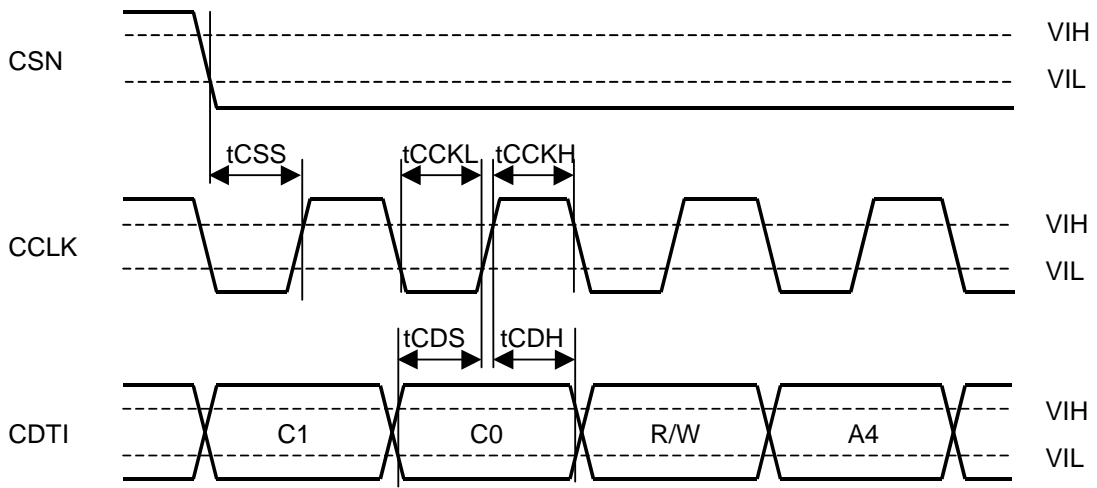 CSN
VIH
VIL
tCSS
tCCKL
tCCKH
CCLK
VIH
VIL
tCDS
tCDH
CDTI
C1
C0
R/W
A4
VIH
VIL